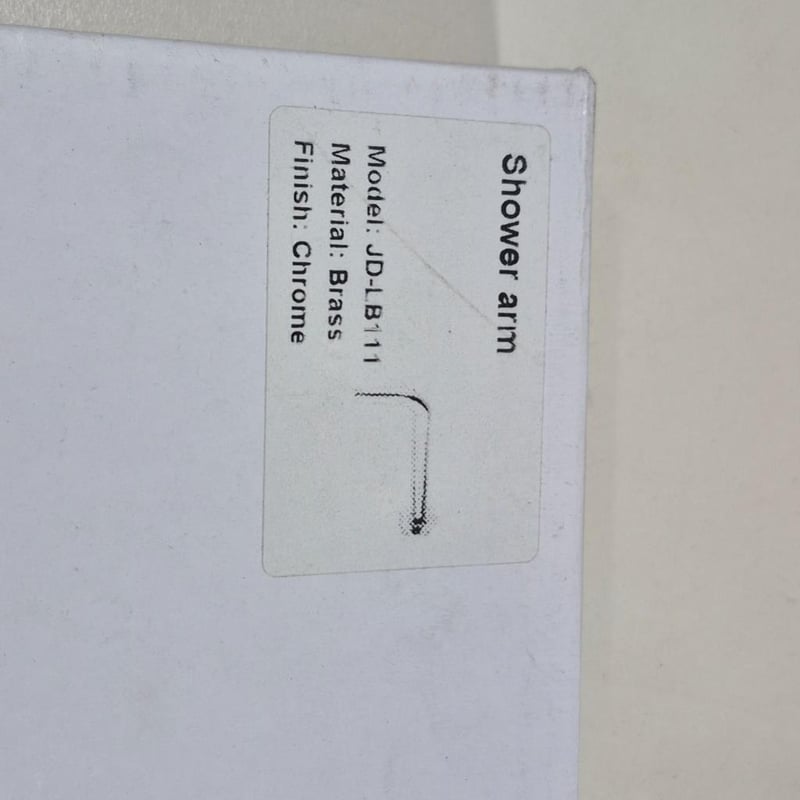 Shower arm
Model: JD-LB111
Material: Brass
Finish: Chrome